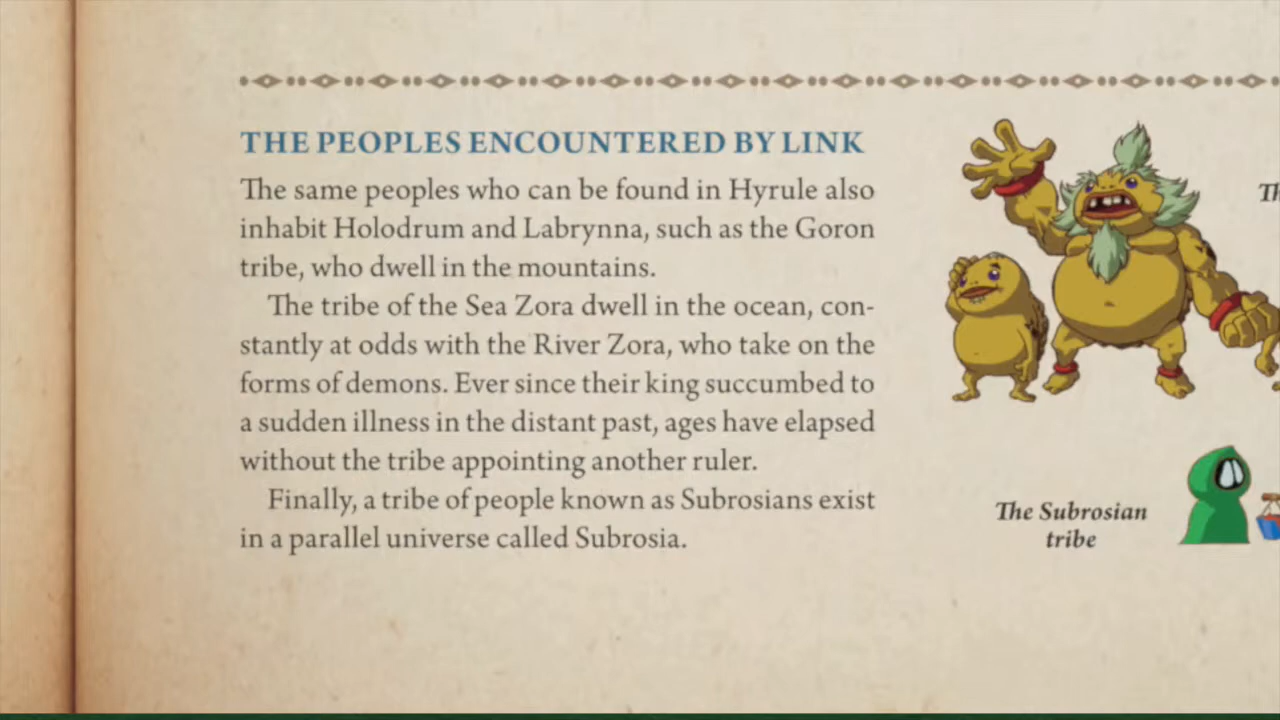 THE PEOPLES ENCOUNTERED BY LINK
The same peoples who can be found in Hyrule also
inhabit Holodrum and Labrynna, such as the Goron
tribe, who dwell in the mountains.
The tribe of the Sea Zora dwell in the ocean, con-
stantly at odds with the River Zora, who take on the
forms of demons. Ever since their king succumbed to
a sudden illness in the distant past, ages have elapsed
without the tribe appointing another ruler.
Finally, a tribe of people known as Subrosians exist
in a parallel universe called Subrosia.
The Subrosian
tribe